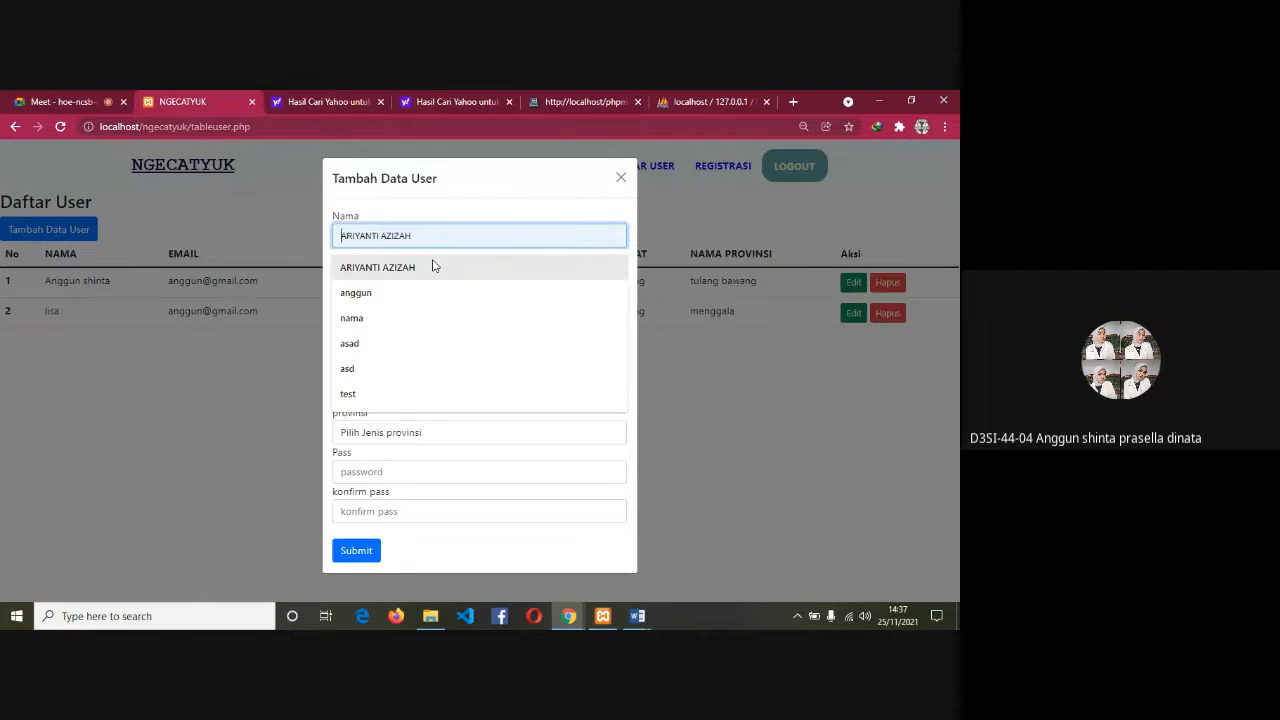 Meet - hoe-ncsb-
NGECATYUK
Hasil Cari Yahoo untuk
Hasil Cari Yahoo untuk
http://localhost/phpm
localhost / 127.0.0.1 /
localhost/ngecatyuk/tableuser.php
NGECATYUK
AR USER
REGISTRASI
LOGOUT
Daftar User
Tambah Data User
No
NAMA
EMAIL
AT
NAMA PROVINSI
Aksi
1
Anggun shinta
anggun@gmail.com
tulang bawang
Edit
Hapus
2
lisa
anggun@gmail.com
menggala
Edit
Hapus
Tambah Data User
Nama
ARIYANTI AZIZAH
ARIYANTI AZIZAH
anggun
nama
asad
asd
test
provinsi
Pilih Jenis provinsi
Pass
password
konfirm pass
konfirm pass
Submit
D3SI-44-04 Anggun shinta prasella dinata
Type here to search
14:37
25/11/2021